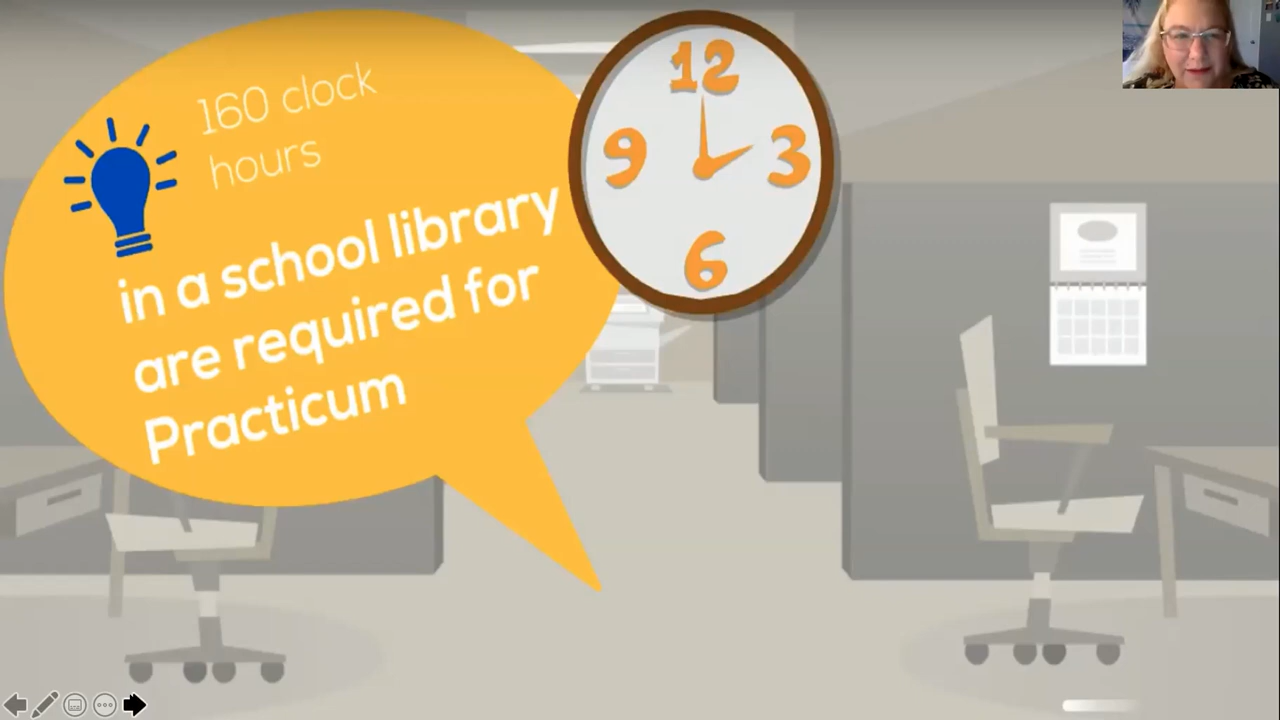 160 clock
hours
in a school library
are required for
Practicum
12
9
3
6